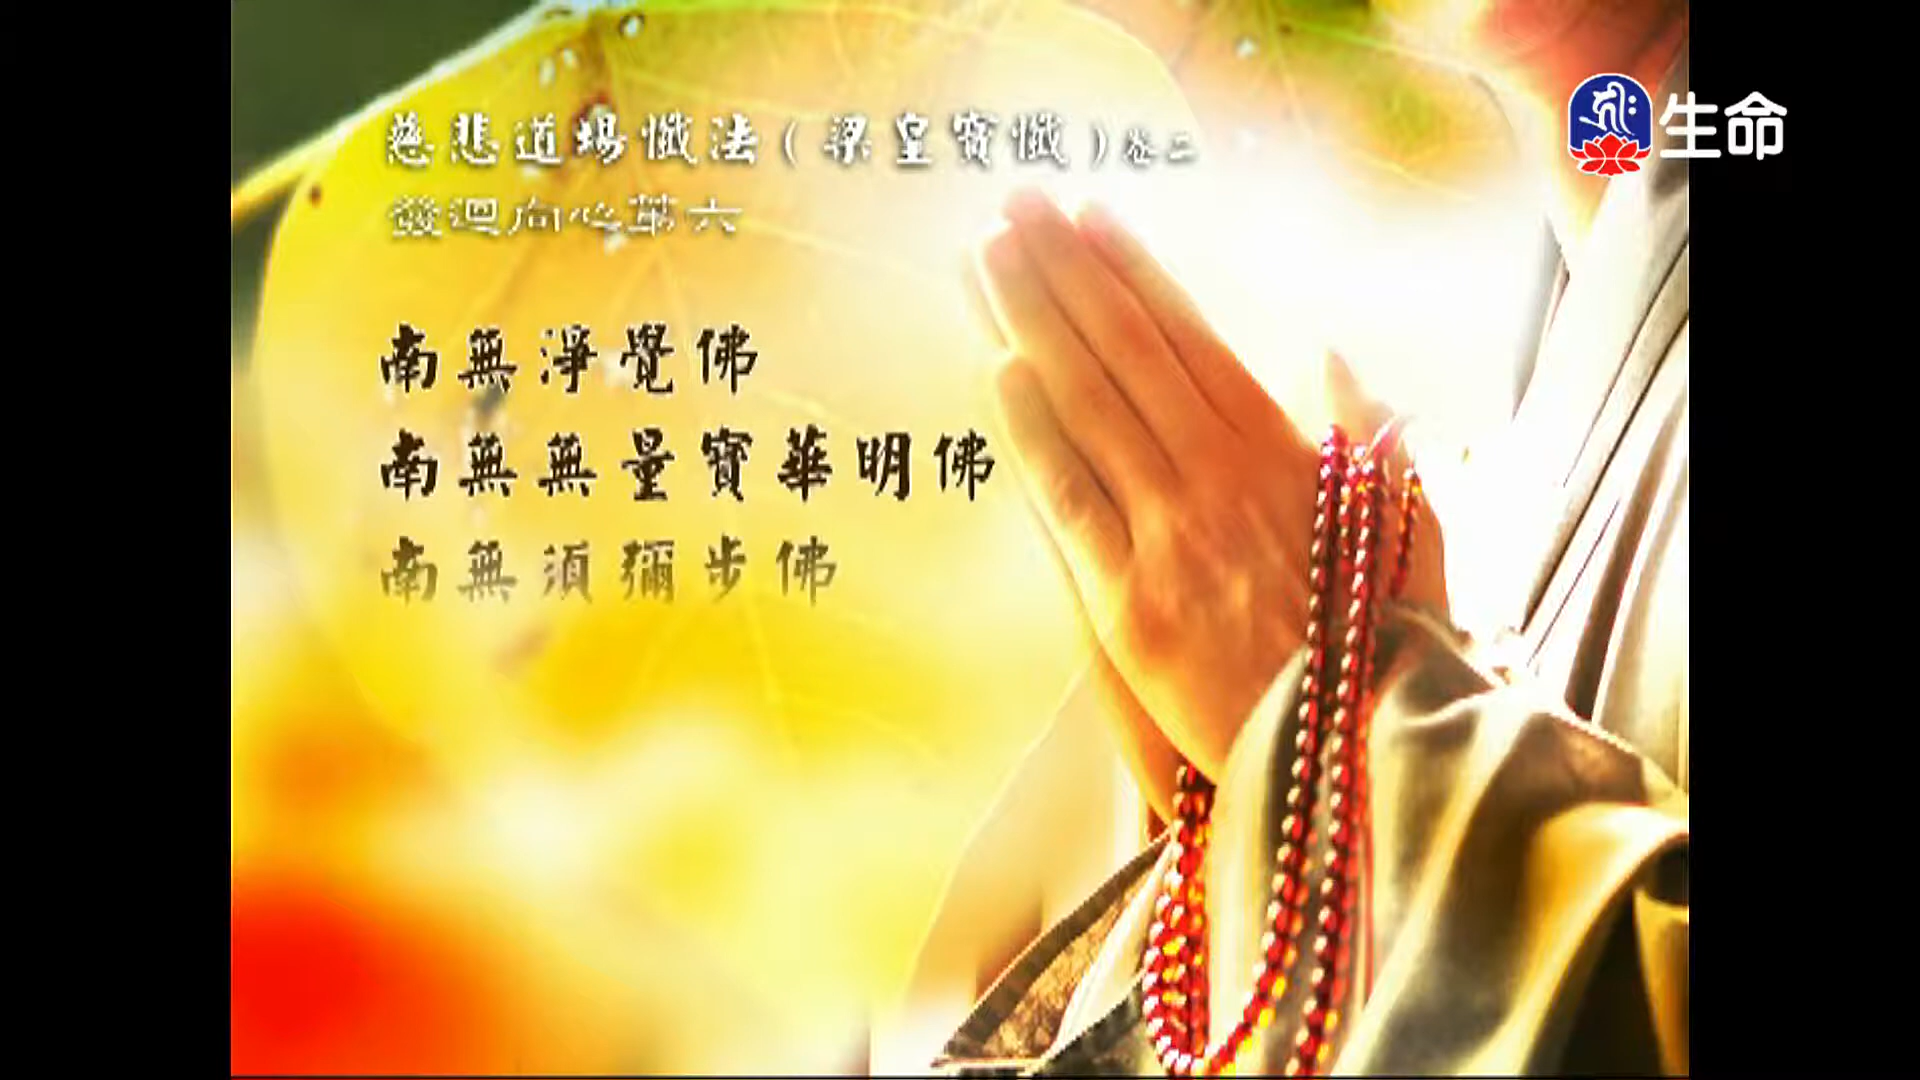 慈悲道場懺法(梁皇寶懺)卷二
生命
發迴向心第六
南無淨覺佛
南無無量寶華明佛
南無須彌步佛